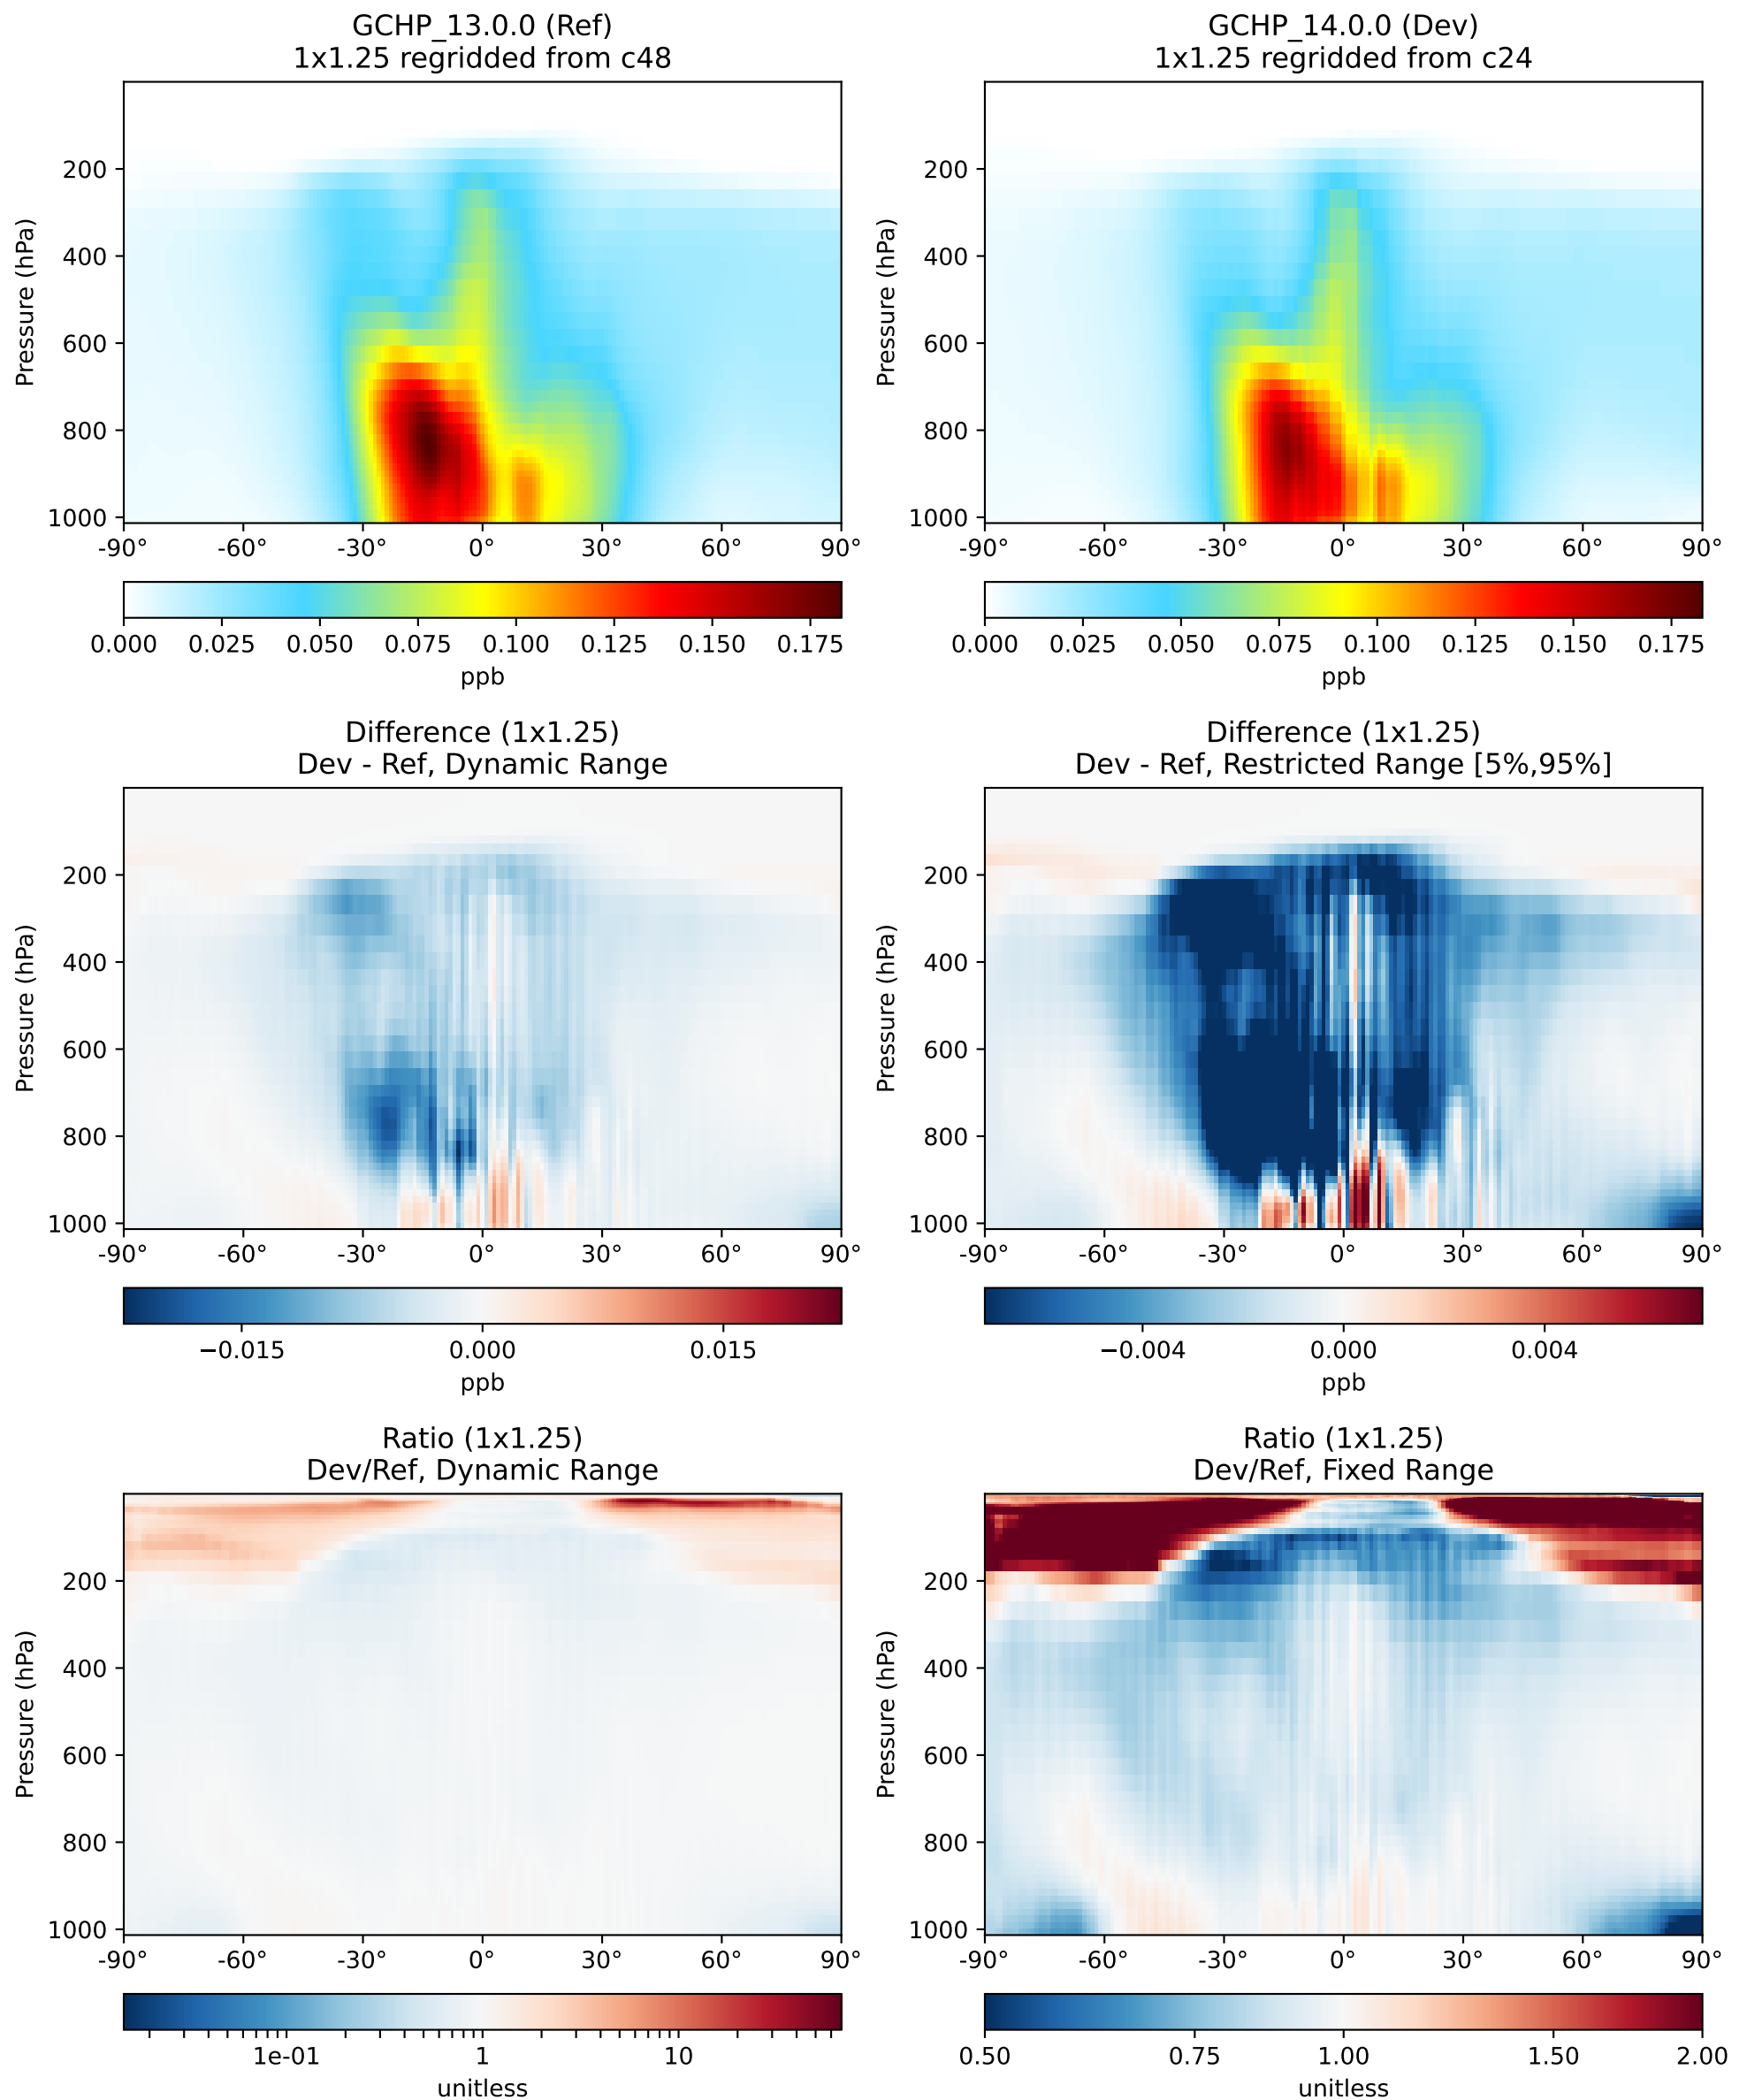 GCHP_13.0.0 (Ref)
1x1.25 regridded from c48
Pressure (hPa)
200
400
600
800
1000
-90° -60° -30° 0° 30° 60° 90°
0.000 0.025 0.050 0.075 0.100 0.125 0.150 0.175
ppb
GCHP_14.0.0 (Dev)
1x1.25 regridded from c24
Pressure (hPa)
200
400
600
800
1000
-90° -60° -30° 0° 30° 60° 90°
0.000 0.025 0.050 0.075 0.100 0.125 0.150 0.175
ppb
Difference (1x1.25)
Dev - Ref, Dynamic Range
Pressure (hPa)
200
400
600
800
1000
-90° -60° -30° 0° 30° 60° 90°
−0.015 0.000 0.015
ppb
Difference (1x1.25)
Dev - Ref, Restricted Range [5%,95%]
Pressure (hPa)
200
400
600
800
1000
-90° -60° -30° 0° 30° 60° 90°
−0.004 0.000 0.004
ppb
Ratio (1x1.25)
Dev/Ref, Dynamic Range
Pressure (hPa)
200
400
600
800
1000
-90° -60° -30° 0° 30° 60° 90°
1e-01 1 10
unitless
Ratio (1x1.25)
Dev/Ref, Fixed Range
Pressure (hPa)
200
400
600
800
1000
-90° -60° -30° 0° 30° 60° 90°
0.50 0.75 1.00 1.50 2.00
unitless